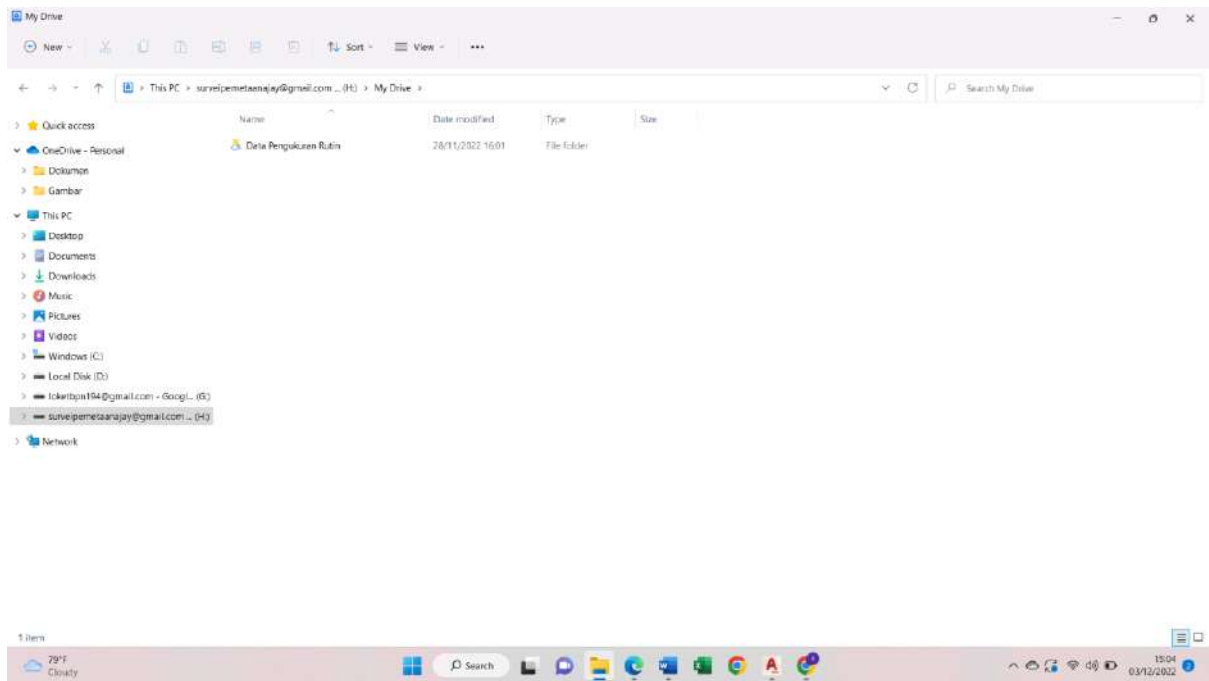 My Drive
New
Sort
View
This PC > surveipemetaanajay@gmail.com ... (H:) > My Drive
Search My Drive
Name Date modified Type Size
Data Pengukuran Rutin 28/11/2022 16:01 File folder
Quick access
OneDrive - Personal
Dokumen
Gambar
This PC
Desktop
Documents
Downloads
Music
Pictures
Videos
Windows (C:)
Local Disk (D:)
loketbpn194@gmail.com - Googl... (G:)
surveipemetaanajay@gmail.com ... (H:)
Network
1 item
79°F
Cloudy
Search
15:04
03/12/2022